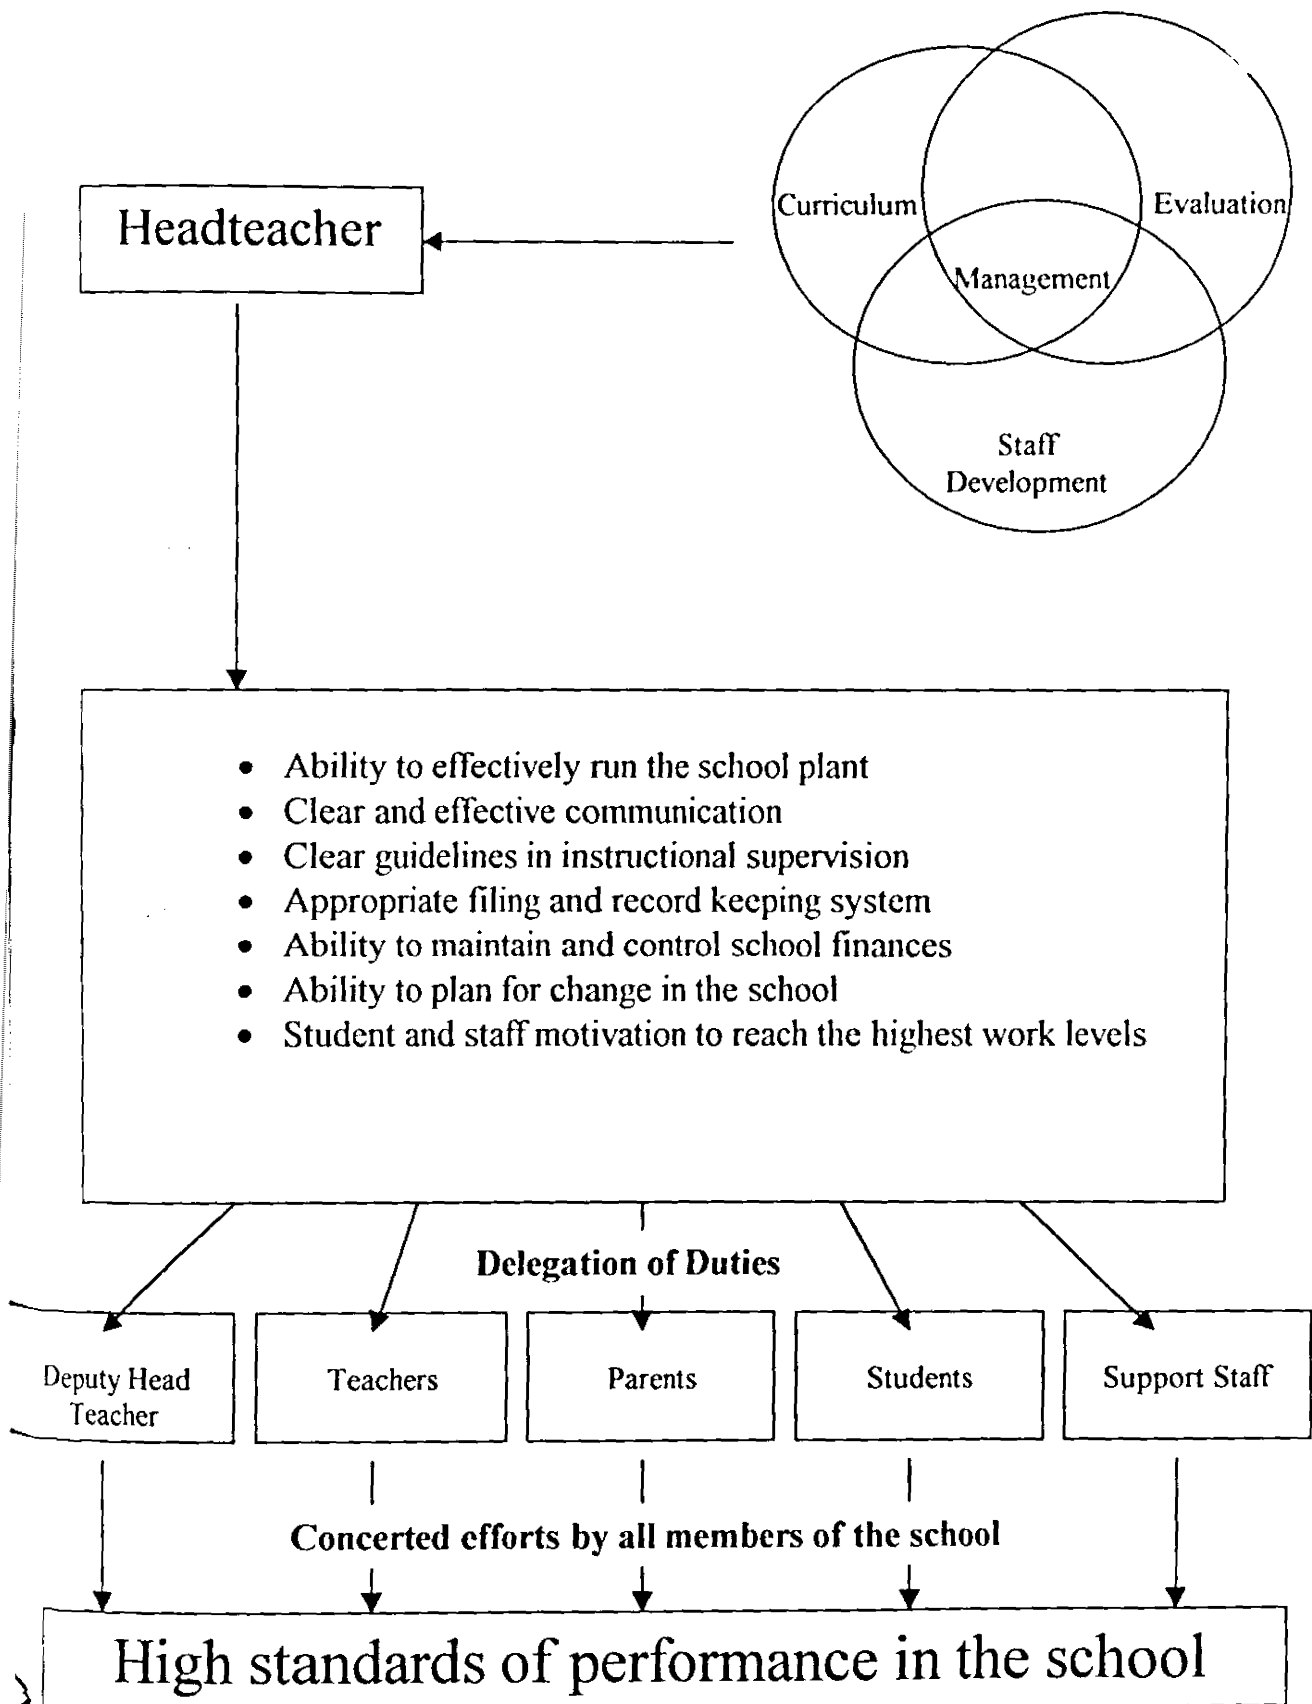 Headteacher
Curriculum
Evaluation
Management
Staff
Development
• Ability to effectively run the school plant
• Clear and effective communication
• Clear guidelines in instructional supervision
• Appropriate filing and record keeping system
• Ability to maintain and control school finances
• Ability to plan for change in the school
• Student and staff motivation to reach the highest work levels
Delegation of Duties
Deputy Head
Teacher
Teachers
Parents
Students
Support Staff
Concerted efforts by all members of the school
High standards of performance in the school